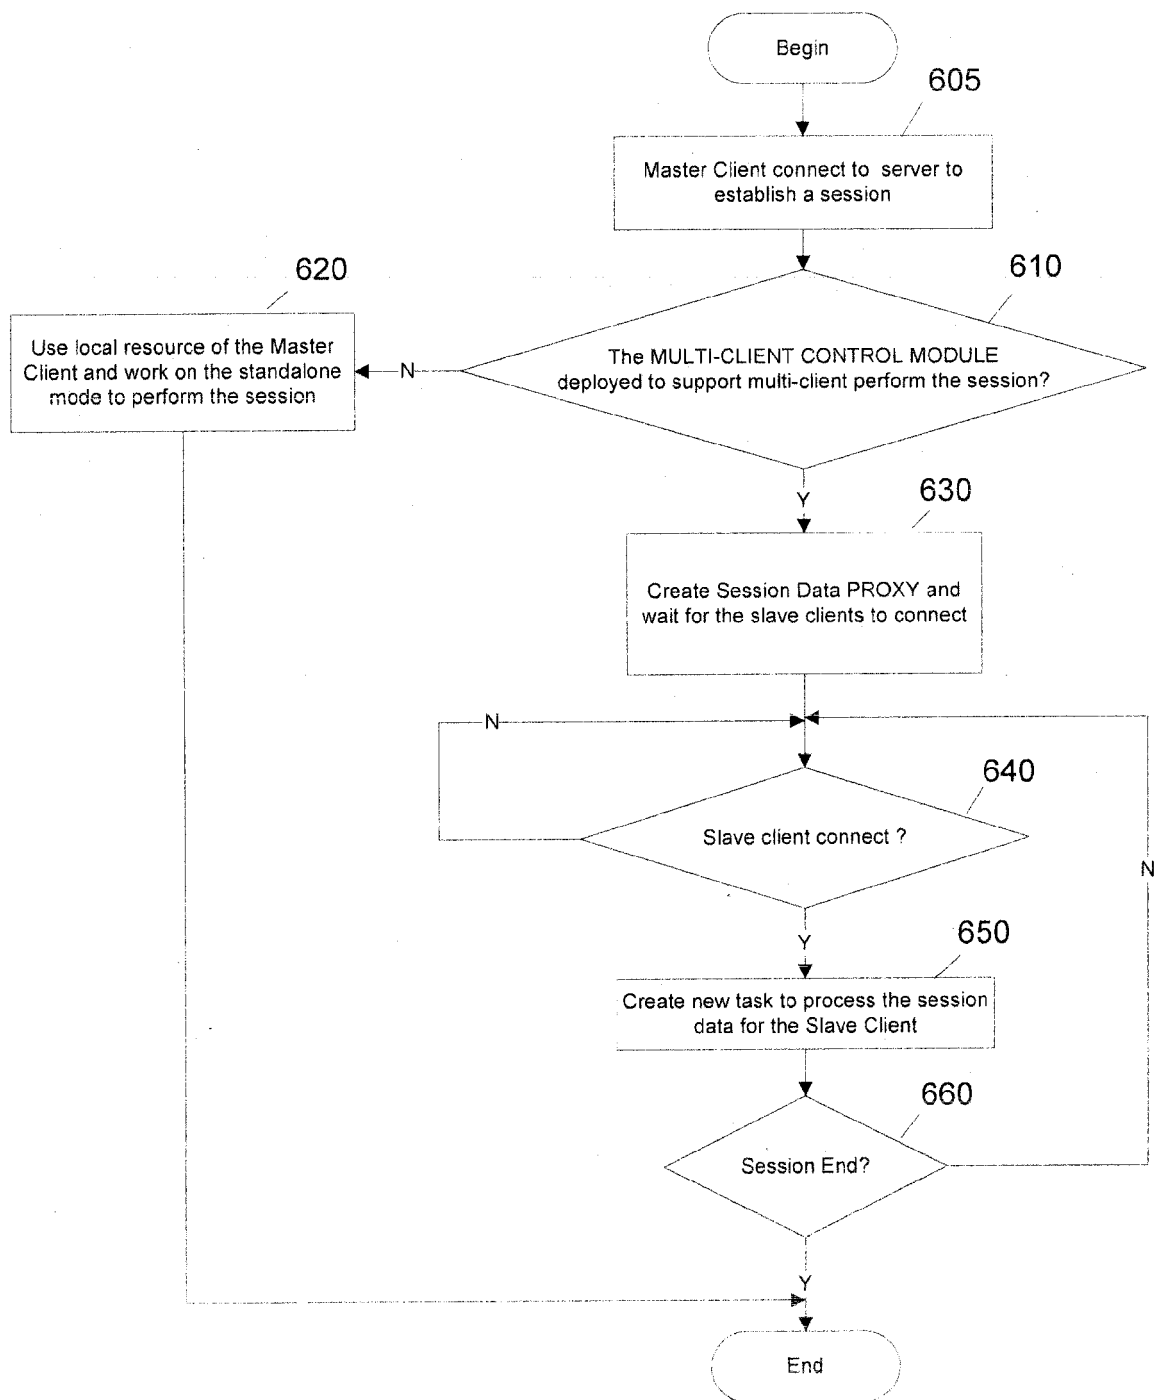 Begin
605
Master Client connect to server to
establish a session
620
610
Use local resource of the Master
Client and work on the standalone
mode to perform the session
N
The MULTI-CLIENT CONTROL MODULE
deployed to support multi-client perform the session?
Y
630
Create Session Data PROXY and
wait for the slave clients to connect
N
640
Slave client connect ?
N
Y
650
Create new task to process the session
data for the Slave Client
660
Session End?
Y
End